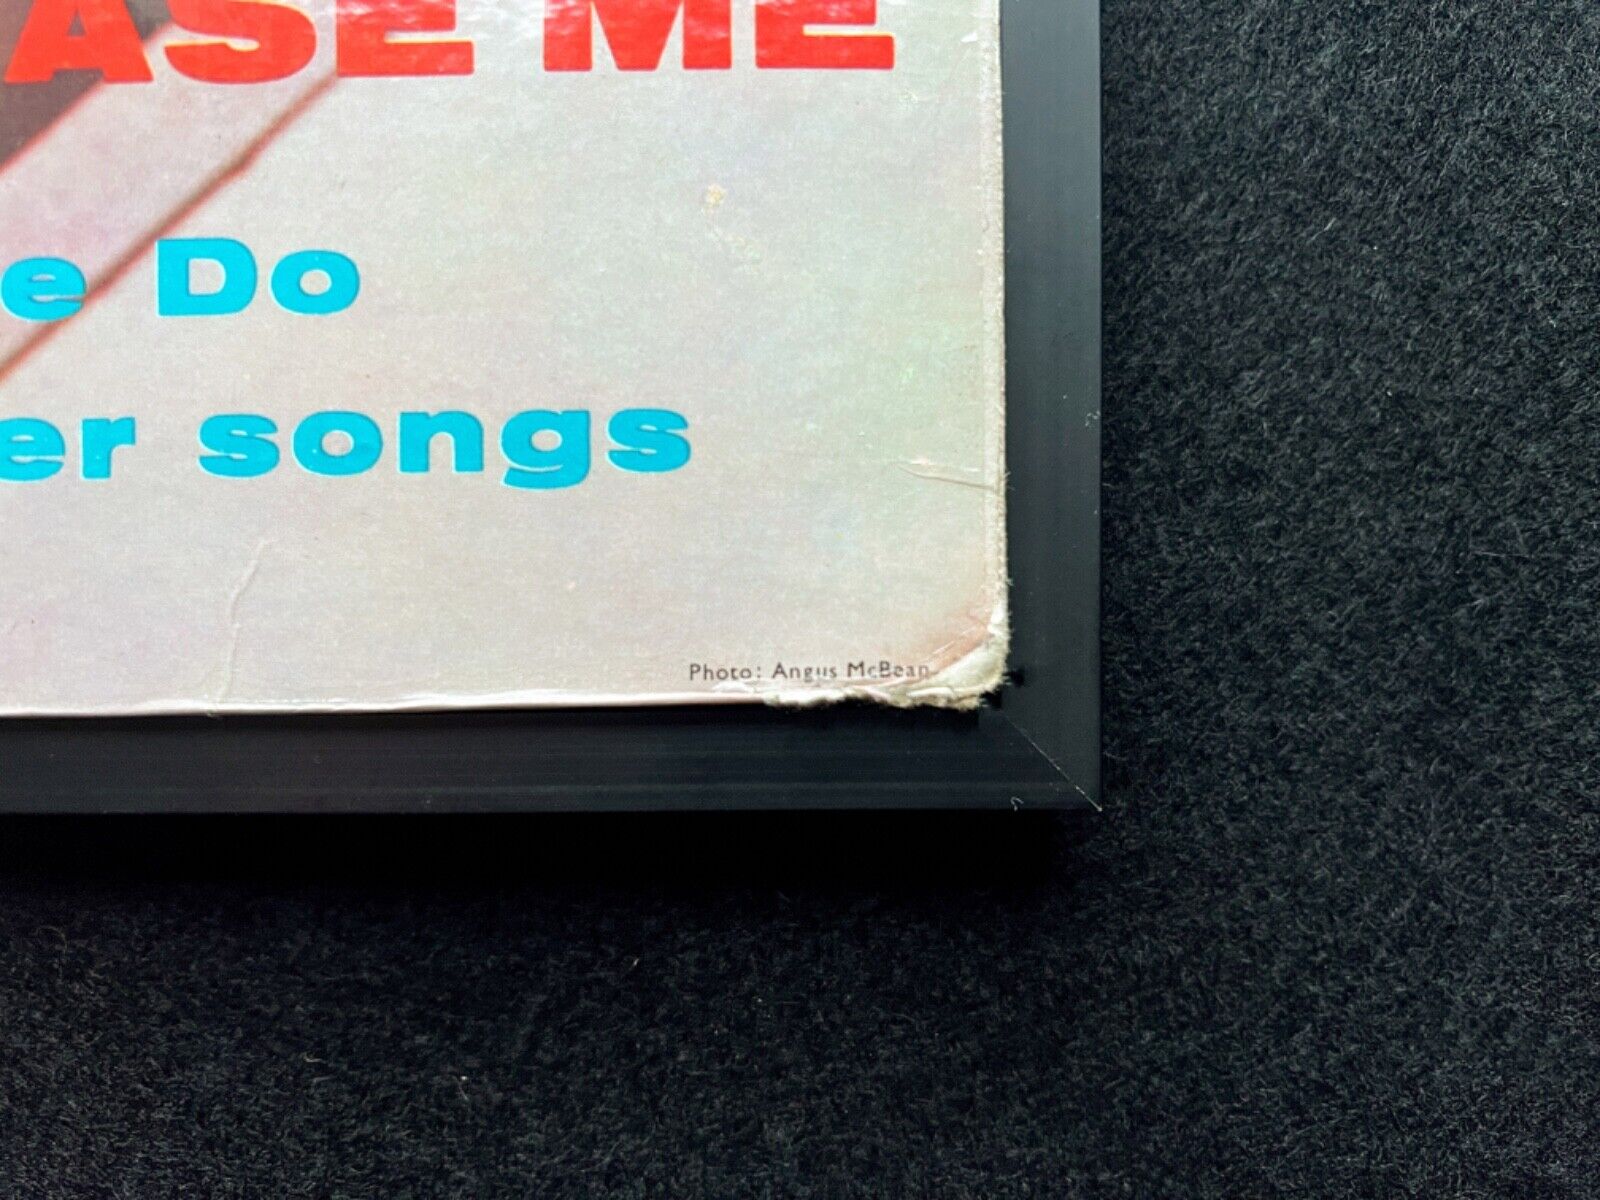 ASE ME
e Do
er songs
Photo: Angus McBean